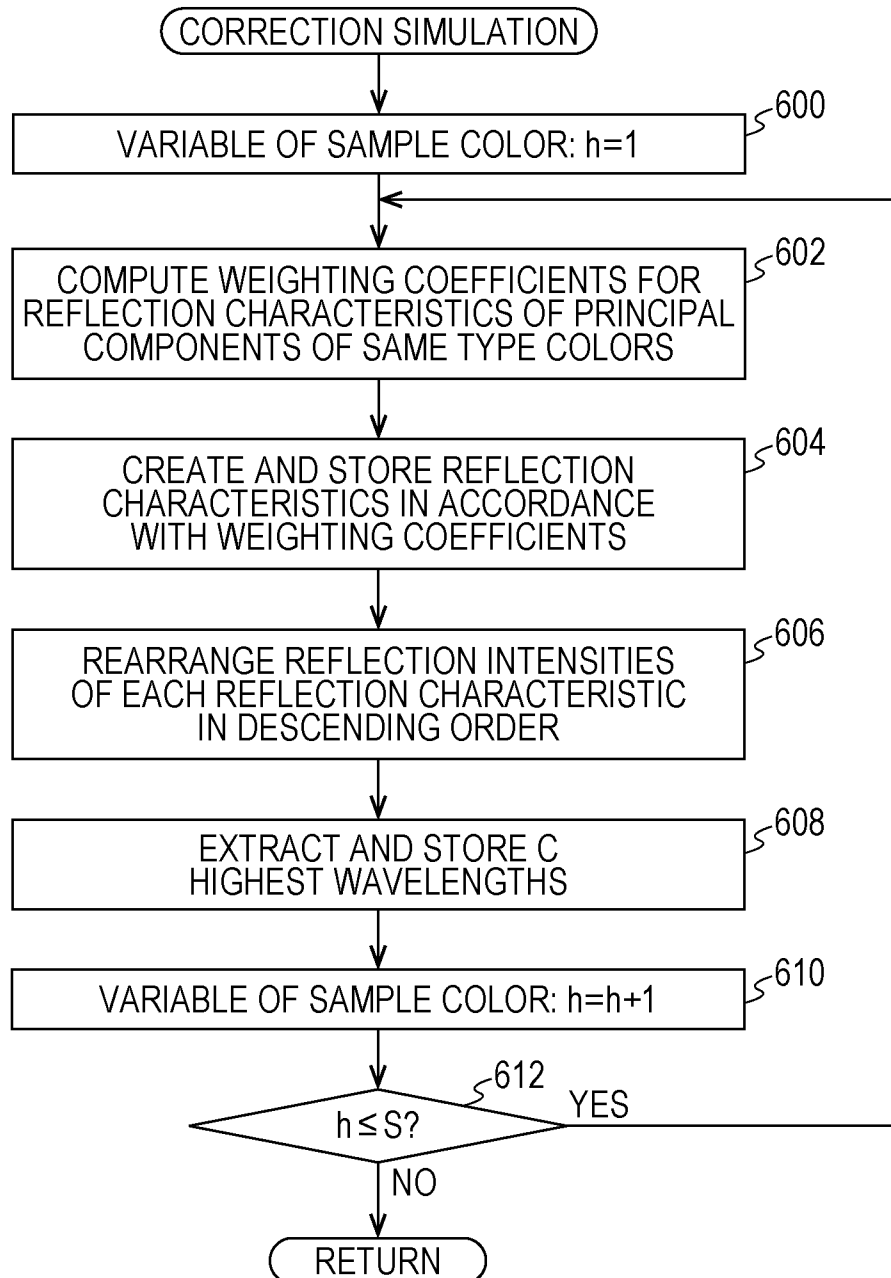 CORRECTION SIMULATION
600
VARIABLE OF SAMPLE COLOR: h=1
602
COMPUTE WEIGHTING COEFFICIENTS FOR
REFLECTION CHARACTERISTICS OF PRINCIPAL
COMPONENTS OF SAME TYPE COLORS
604
CREATE AND STORE REFLECTION
CHARACTERISTICS IN ACCORDANCE
WITH WEIGHTING COEFFICIENTS
606
REARRANGE REFLECTION INTENSITIES
OF EACH REFLECTION CHARACTERISTIC
IN DESCENDING ORDER
608
EXTRACT AND STORE C
HIGHEST WAVELENGTHS
610
VARIABLE OF SAMPLE COLOR: h=h+1
612
h≤S?
YES
NO
RETURN